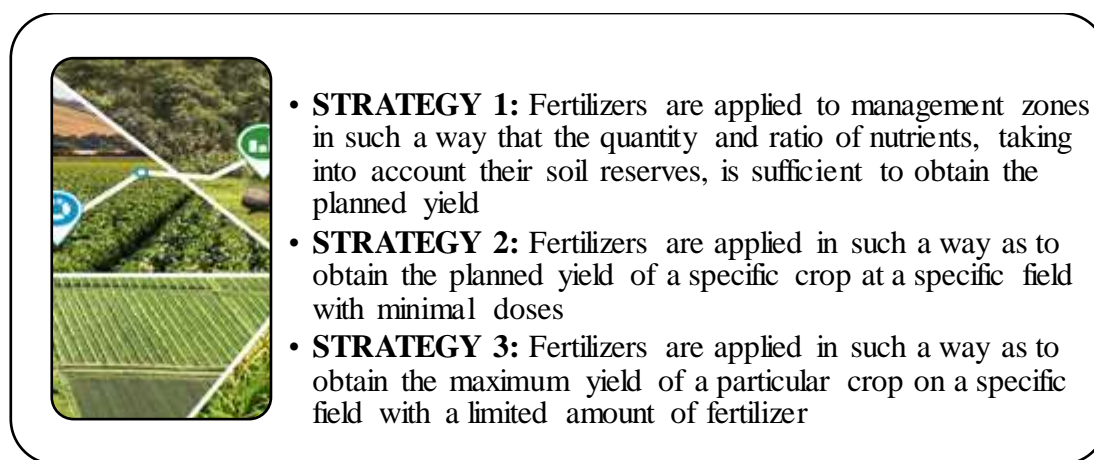 • STRATEGY 1: Fertilizers are applied to management zones
in such a way that the quantity and ratio of nutrients, taking
into account their soil reserves, is sufficient to obtain the
planned yield
• STRATEGY 2: Fertilizers are applied in such a way as to
obtain the planned yield of a specific crop at a specific field
with minimal doses
• STRATEGY 3: Fertilizers are applied in such a way as to
obtain the maximum yield of a particular crop on a specific
field with a limited amount of fertilizer